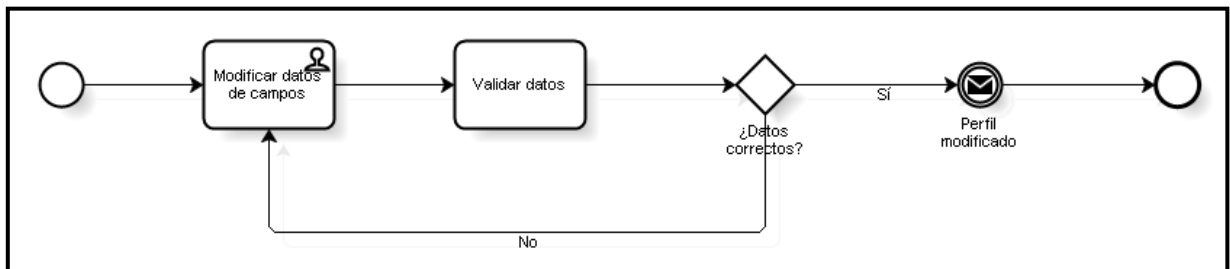 Modificar datos
de campos
Validar datos
¿Datos
correctos?
Sí
Perfil
modificado
No